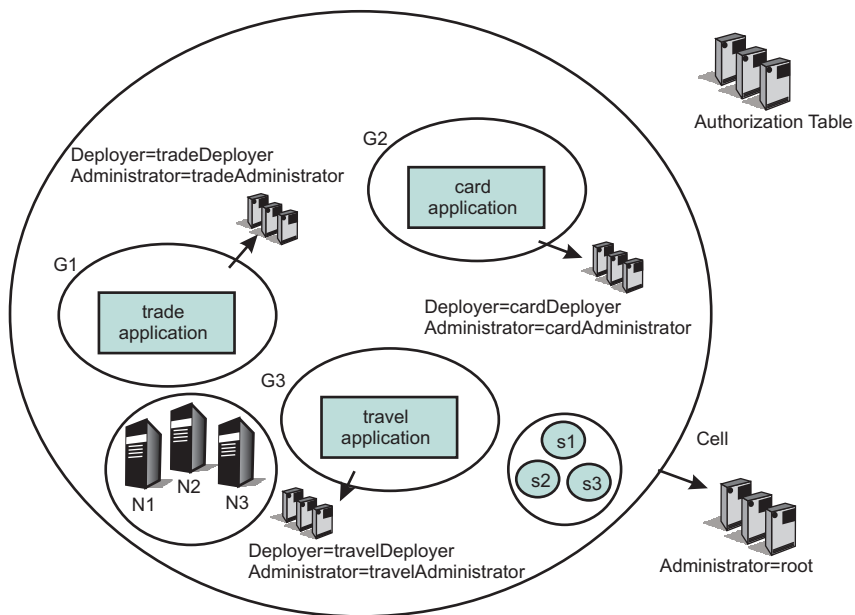 Authorization Table
G2
Deployer=tradeDeployer
Administrator=tradeAdministrator
card
application
G1
trade
application
Deployer=cardDeployer
Administrator=cardAdministrator
G3
travel
application
Cell
s1
s2
s3
N1
N2
N3
Deployer=travelDeployer
Administrator=travelAdministrator
Administrator=root